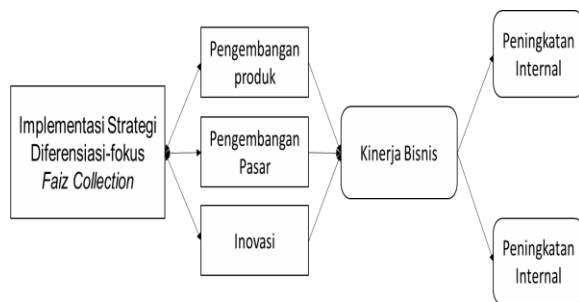 Implementasi Strategi
Diferensiasi-fokus
Faiz Collection
Pengembangan
produk
Pengembangan
Pasar
Inovasi
Kinerja Bisnis
Peningkatan
Internal
Peningkatan
Internal